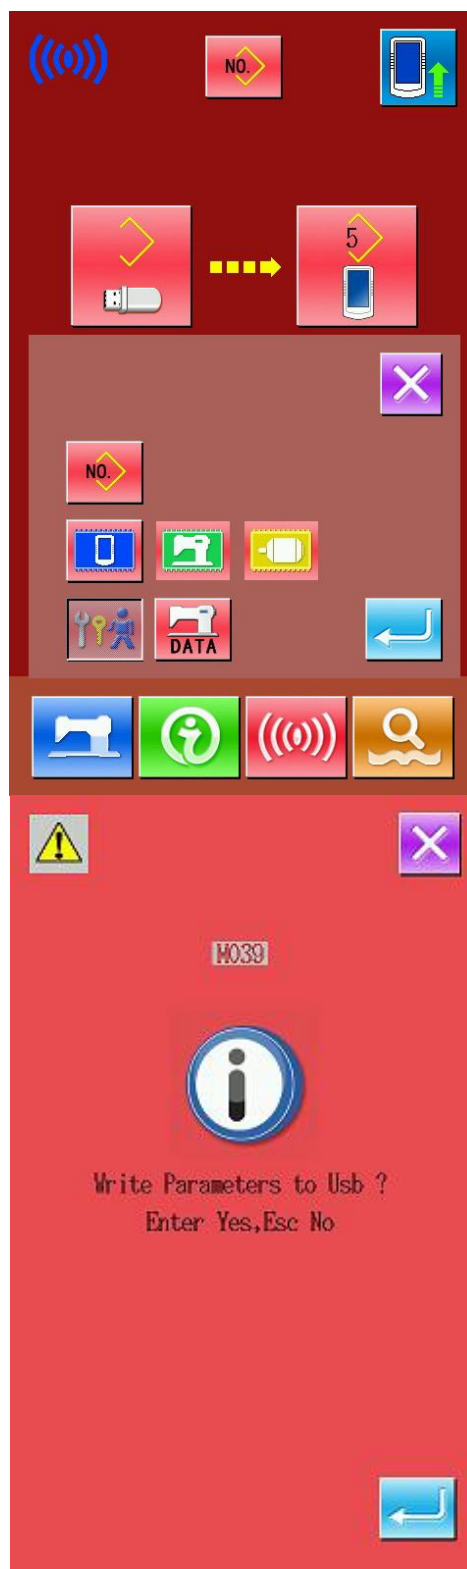 NO.
5
NO.
DATA
M039
Write Parameters to Usb ?
Enter Yes,Esc No